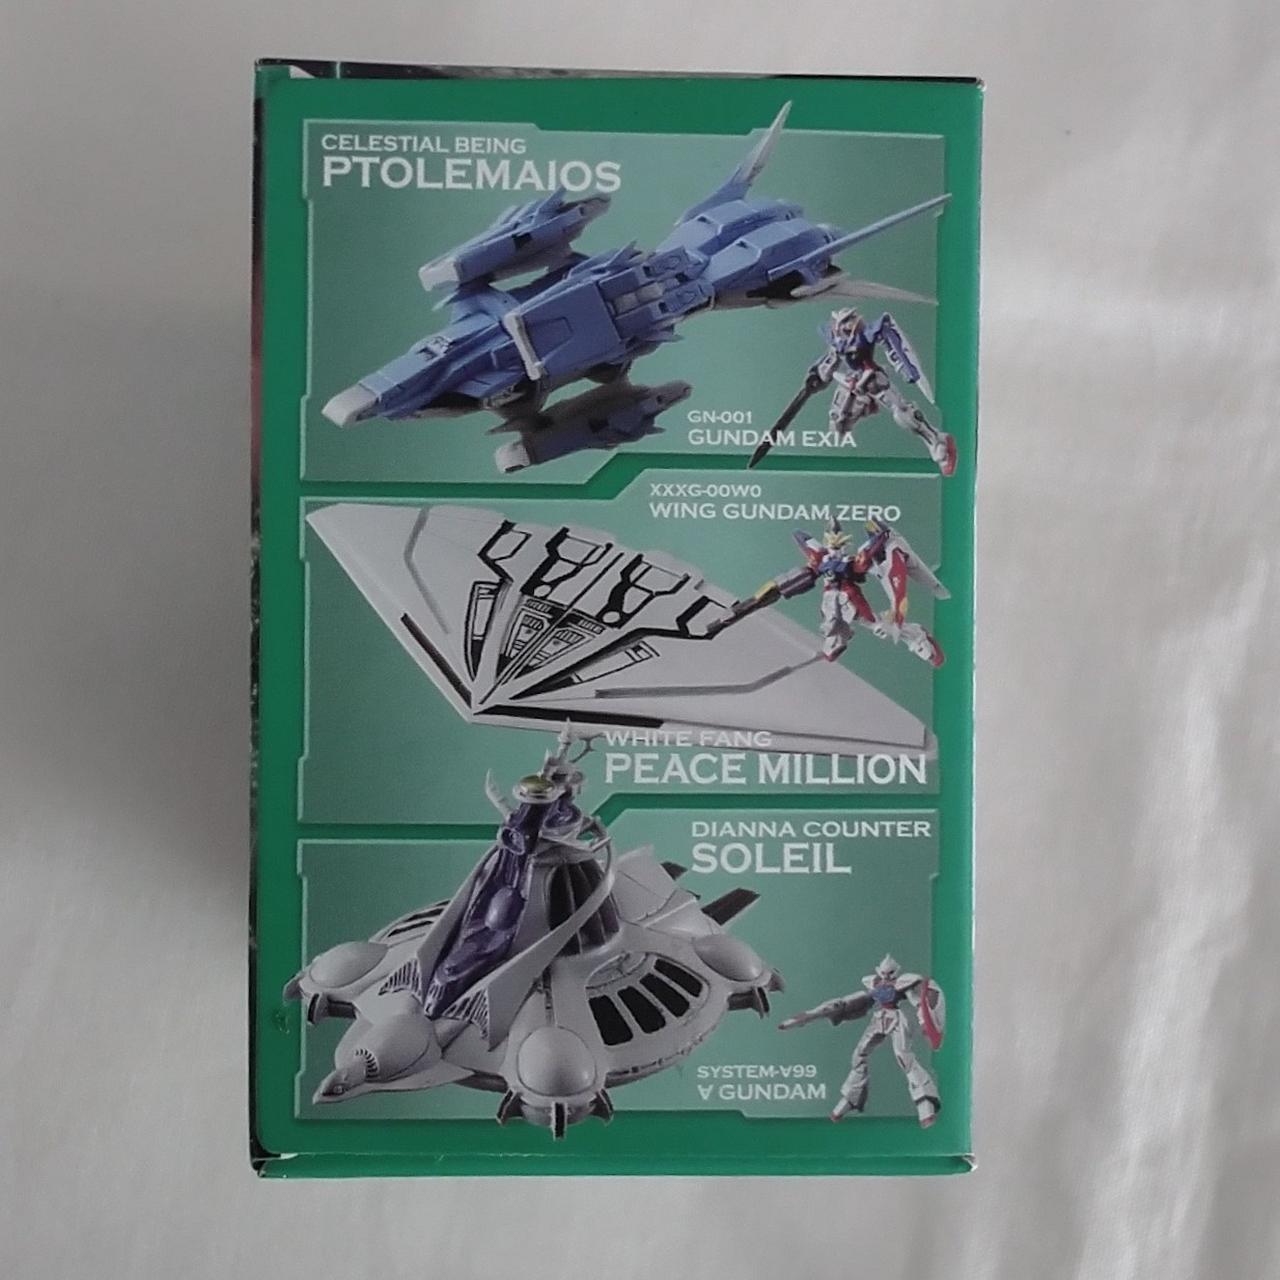 CELESTIAL BEING
PTOLEMAIOS
GN-001
GUNDAM EXIA
XXXG-00W0
WING GUNDAM ZERO
WHITE FANG
PEACE MILLION
DIANNA COUNTER
SOLEIL
SYSTEM-∀99
∀ GUNDAM